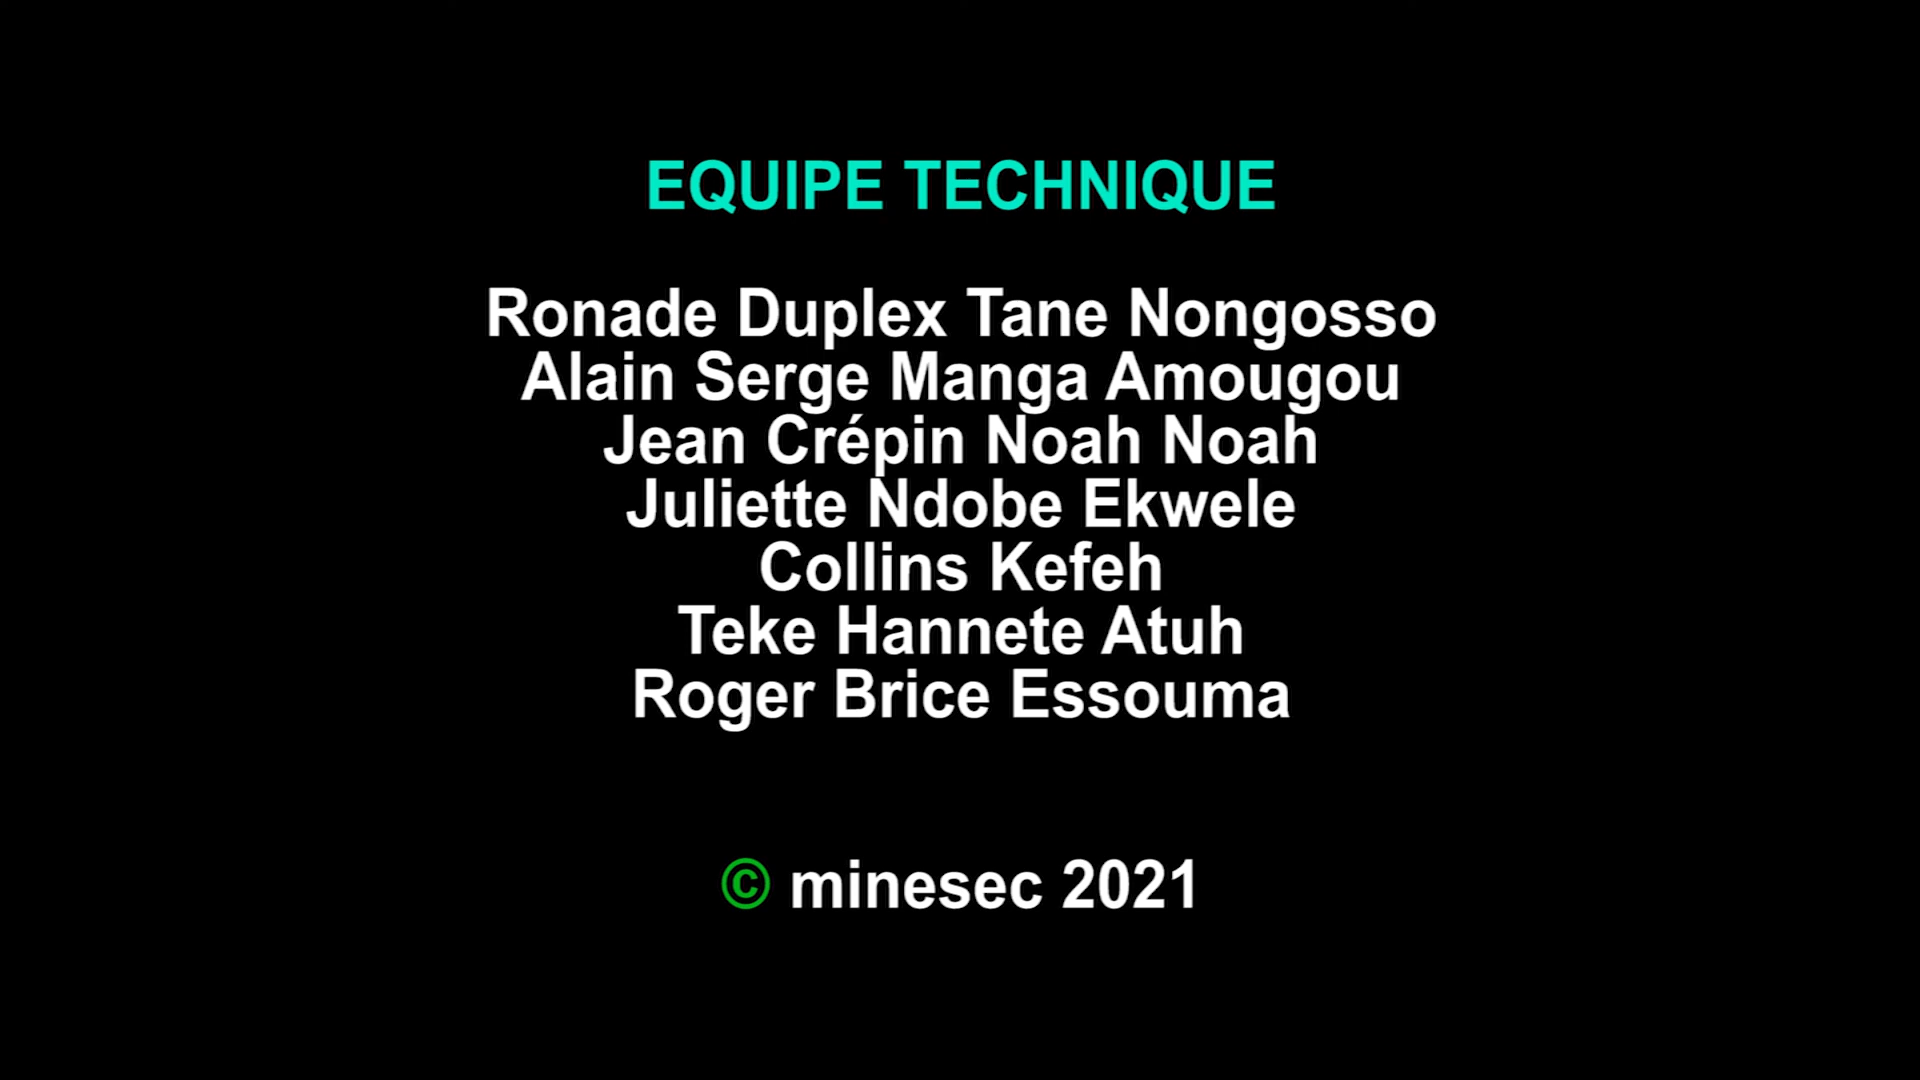 EQUIPE TECHNIQUE
Ronade Duplex Tane Nongosso
Alain Serge Manga Amougou
Jean Crépin Noah Noah
Juliette Ndobe Ekwele
Collins Kefeh
Teke Hannete Atuh
Roger Brice Essouma
© minesec 2021